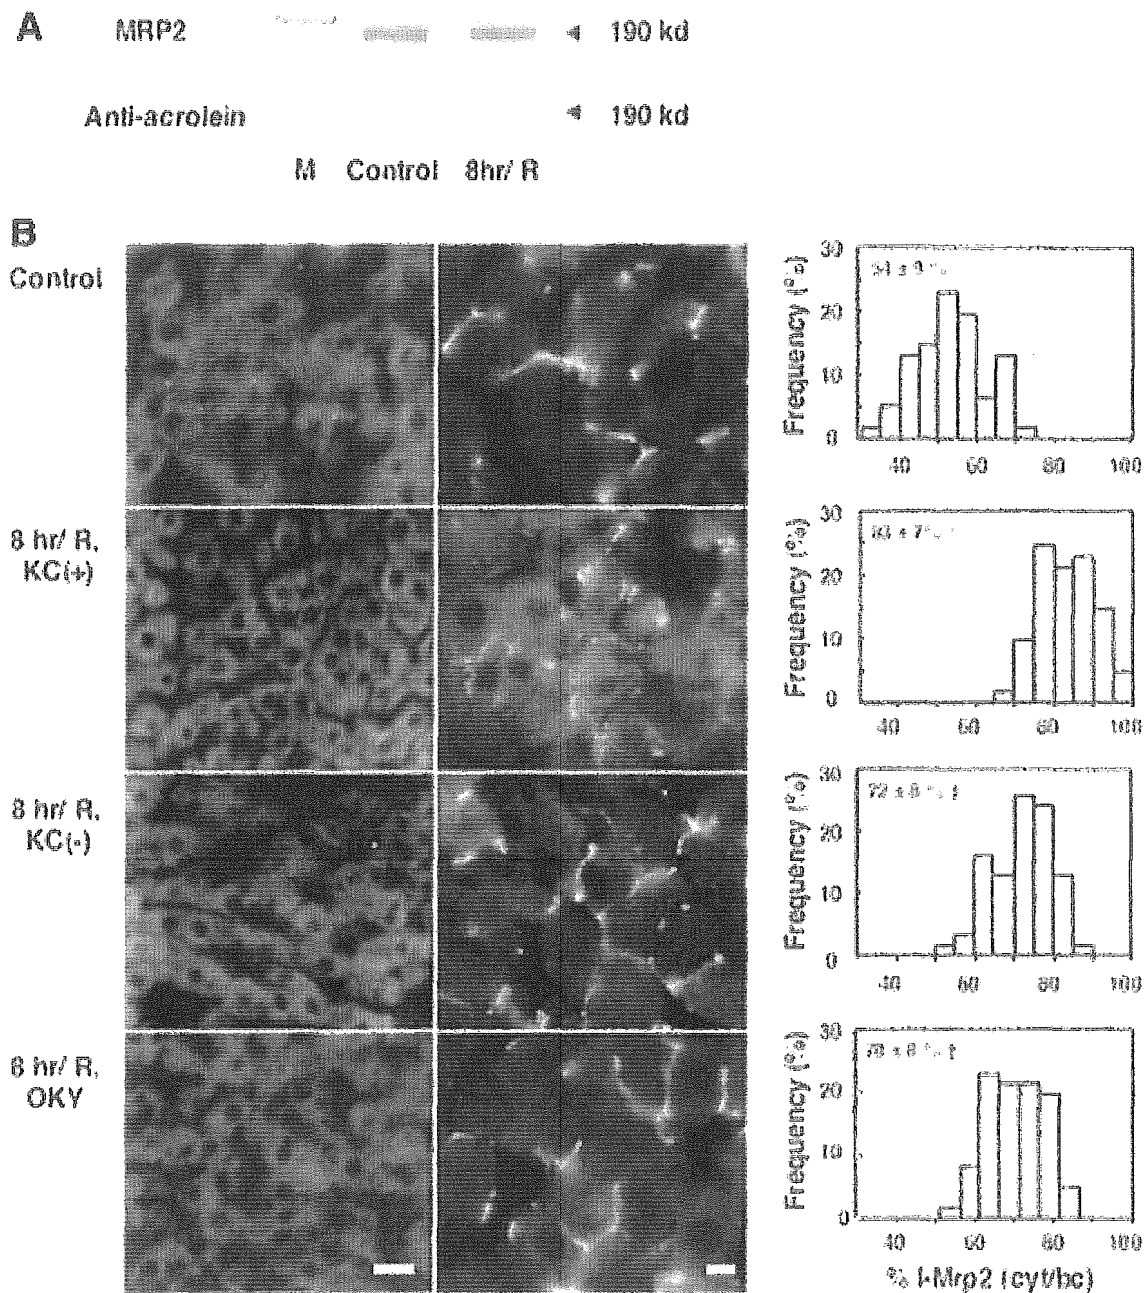 A
MRP2
190 kd
Anti-acrolein
190 kd
M Control 8hr/ R
B
Control
8 hr/ R,
KC(+)
8 hr/ R,
KC(-)
8 hr/ R,
OKY
Frequency (%)
30
20
10
0
40 60 80 100
Frequency (%)
30
20
10
0
40 60 80 100
Frequency (%)
30
20
10
0
72 ± 8 %
40 60 80 100
Frequency (%)
30
20
10
0
40 60 80 100
% I-Mrp2 (cyt/bc)